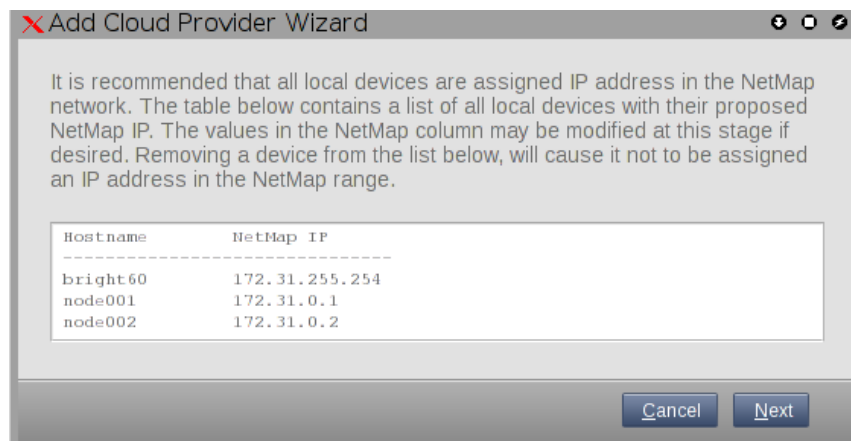 Add Cloud Provider Wizard
It is recommended that all local devices are assigned IP address in the NetMap
network. The table below contains a list of all local devices with their proposed
NetMap IP. The values in the NetMap column may be modified at this stage if
desired. Removing a device from the list below, will cause it not to be assigned
an IP address in the NetMap range.
Hostname NetMap IP
-------------------------------
bright60 172.31.255.254
node001 172.31.0.1
node002 172.31.0.2
Cancel Next